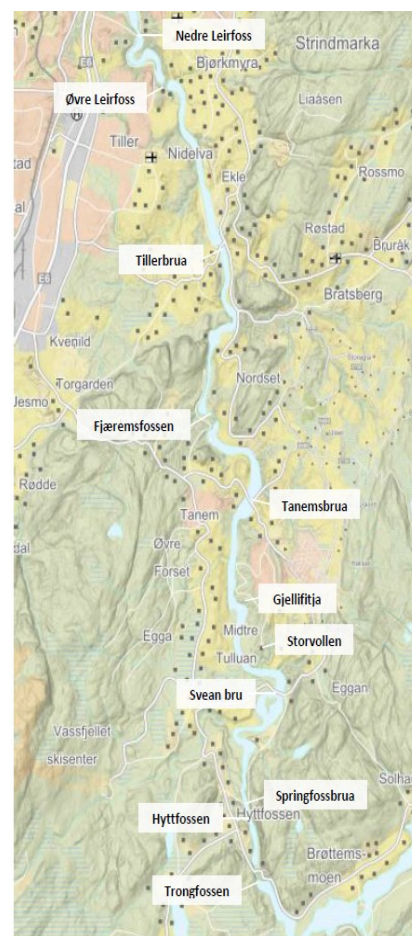 Nedre Leirfoss
Strindmarka
Bjørkmyra
E6
Øvre Leirfoss
Liaåsen
Tiller
Nidelva
Rossmo
Ekle
Røstad
Bruråk
Tillerbrua
E6
Bratsberg
Kvenild
Torgarden
Nordset
Jesmo
Fjæremsfossen
Rødde
Tanemsbrua
Tanem
Øvre
Forset
Gjellifitja
Midtre
Egga
Storvollen
Tulluan
Svean bru
Eggan
Vassfjellet
skisenter
Springfossbrua
Solha
Hyttfossen
Hyttfossen
Brøttems-
moen
Trongfossen